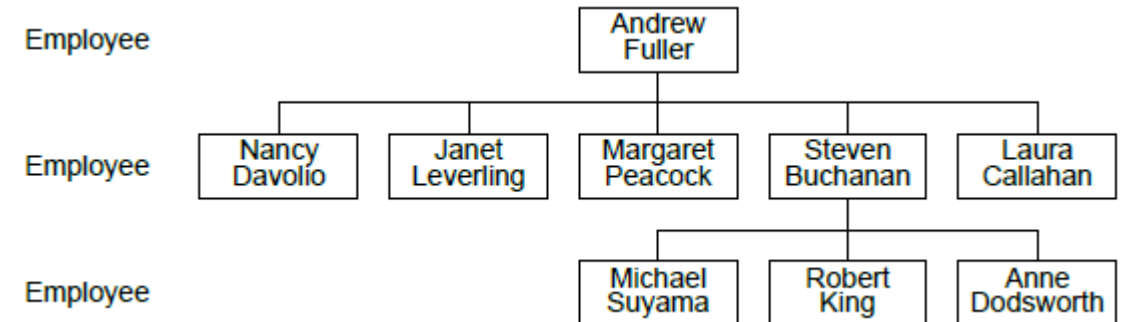 Employee
Andrew
Fuller
Employee
Nancy
Davolio
Janet
Leverling
Margaret
Peacock
Steven
Buchanan
Laura
Callahan
Employee
Michael
Suyama
Robert
King
Anne
Dodsworth